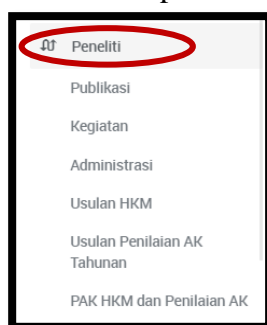 Peneliti
Publikasi
Kegiatan
Administrasi
Usulan HKM
Usulan Penilaian AK
Tahunan
PAK HKM dan Penilaian AK